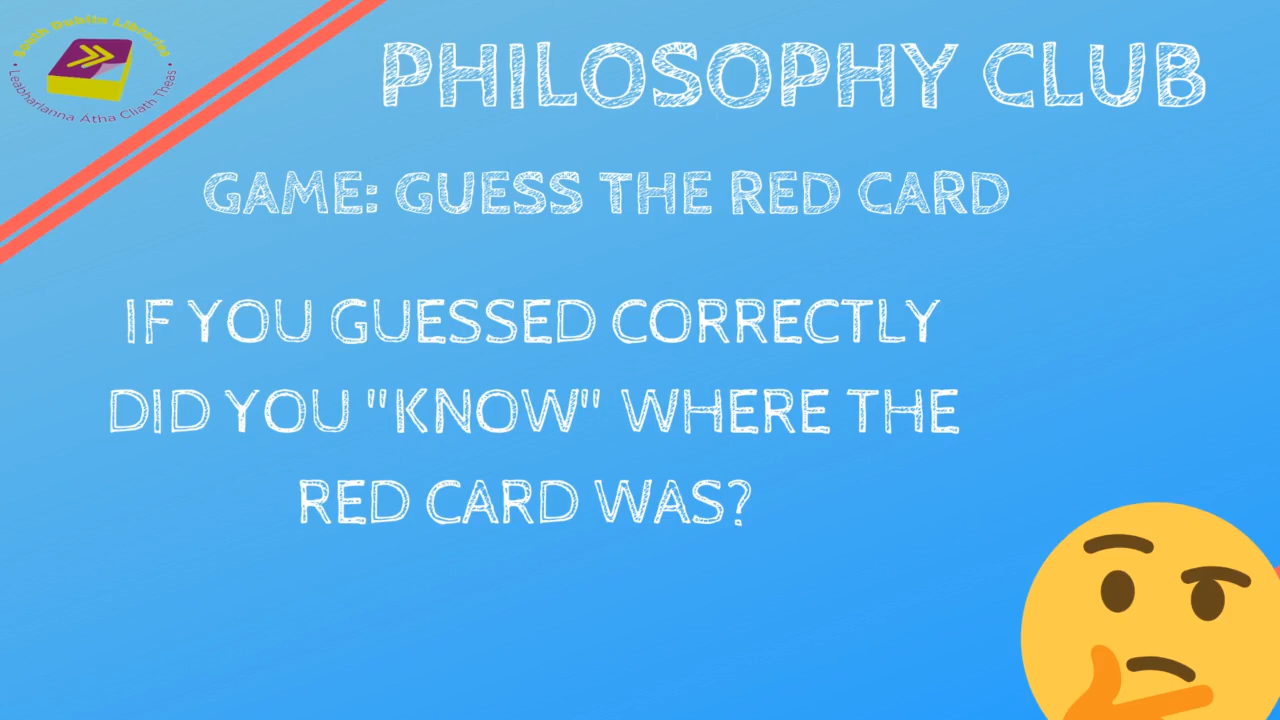 South Dublin Libraries
Leabharlanna Átha Cliath Theas
PHILOSOPHY CLUB
GAME: GUESS THE RED CARD
IF YOU GUESSED CORRECTLY
DID YOU "KNOW" WHERE THE
RED CARD WAS?